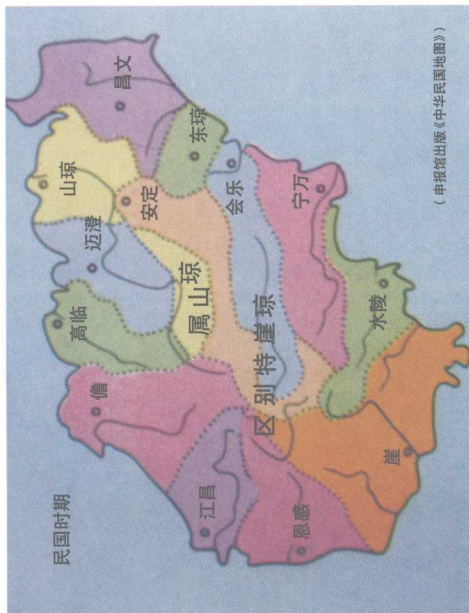 民国时期
儋
高临
迈澄
山琼
昌文
江昌
安定
东琼
属山琼
会乐
恩感
区别特崖琼
宁万
水陵
崖
(申报馆出版《中华民国地图》)